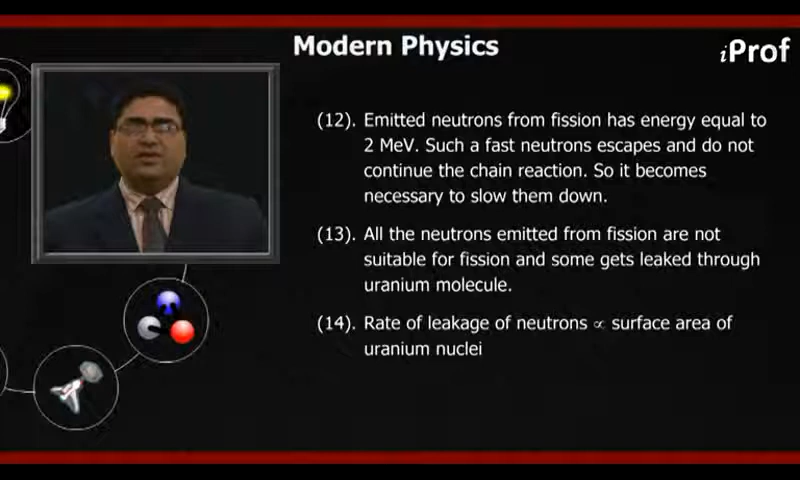 Modern Physics
iProf
(12). Emitted neutrons from fission has energy equal to
2 MeV. Such a fast neutrons escapes and do not
continue the chain reaction. So it becomes
necessary to slow them down.
(13). All the neutrons emitted from fission are not
suitable for fission and some gets leaked through
uranium molecule.
(14). Rate of leakage of neutrons ∝ surface area of
uranium nuclei